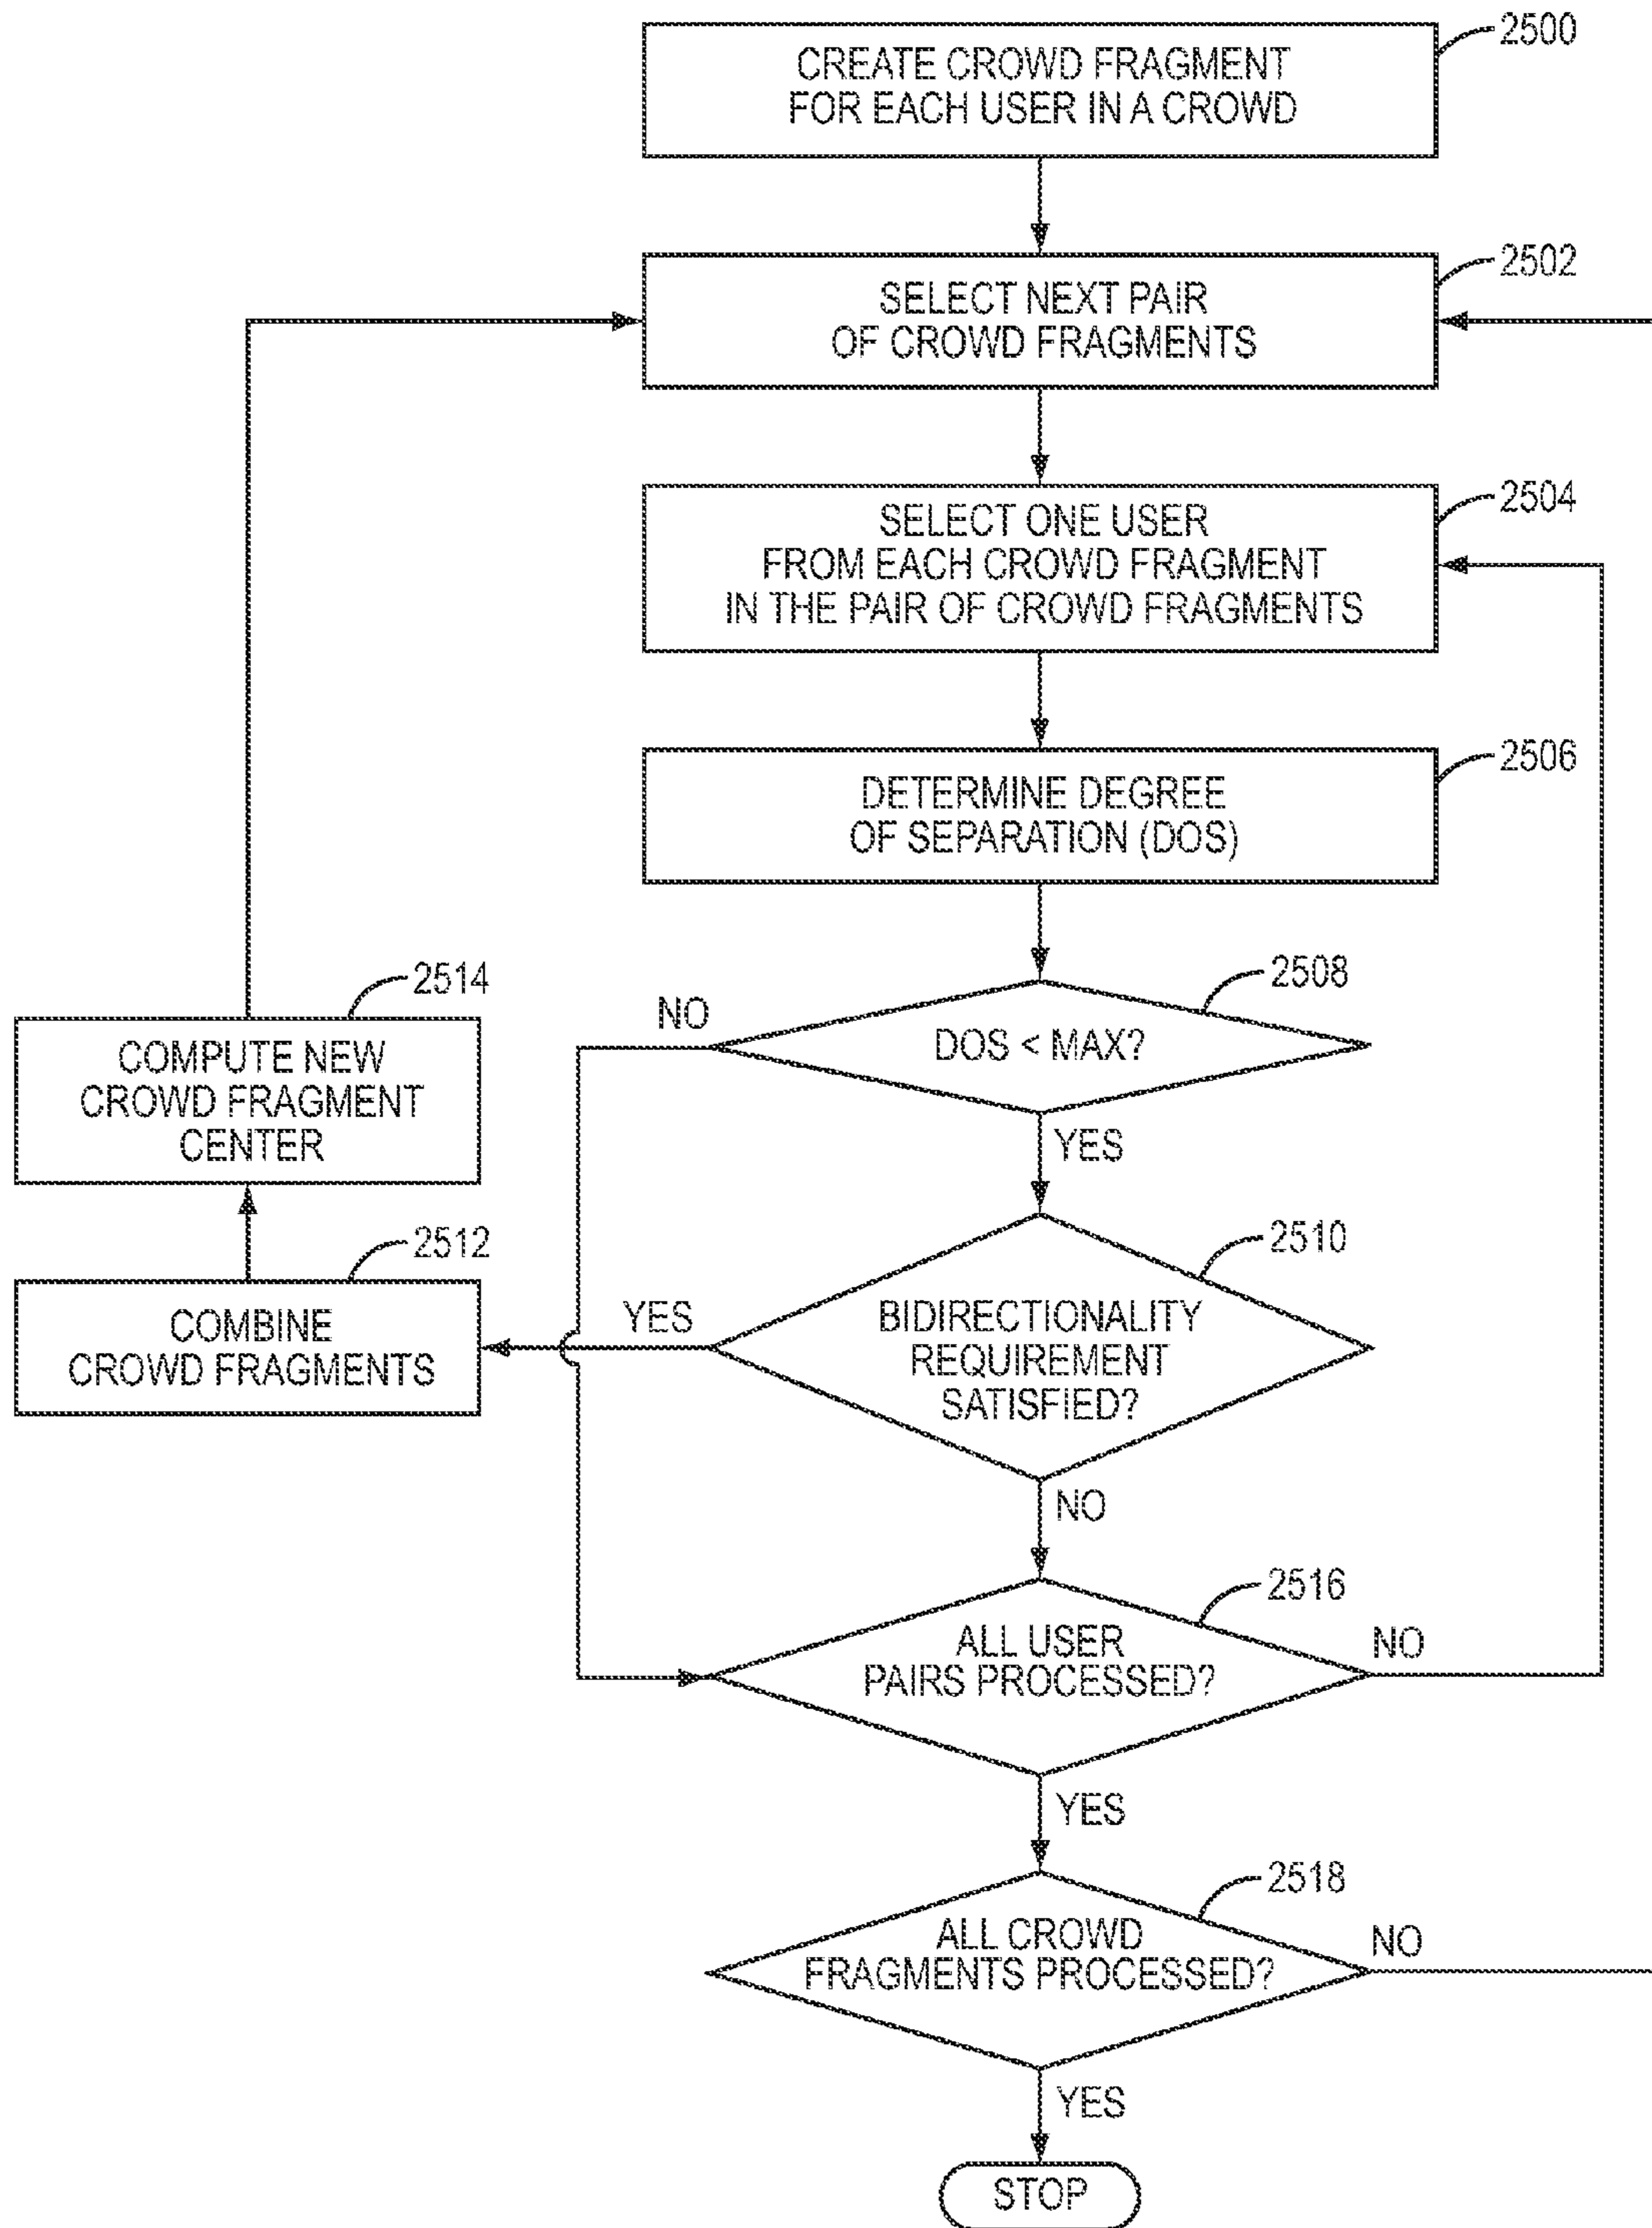 2500
CREATE CROWD FRAGMENT
FOR EACH USER IN A CROWD
2502
SELECT NEXT PAIR
OF CROWD FRAGMENTS
2504
SELECT ONE USER
FROM EACH CROWD FRAGMENT
IN THE PAIR OF CROWD FRAGMENTS
2506
DETERMINE DEGREE
OF SEPARATION (DOS)
2508
NO
DOS < MAX?
YES
2514
COMPUTE NEW
CROWD FRAGMENT
CENTER
2510
BIDIRECTIONALITY
REQUIREMENT
SATISFIED?
YES
2512
COMBINE
CROWD FRAGMENTS
NO
2516
ALL USER
PAIRS PROCESSED?
NO
YES
2518
ALL CROWD
FRAGMENTS PROCESSED?
NO
YES
STOP